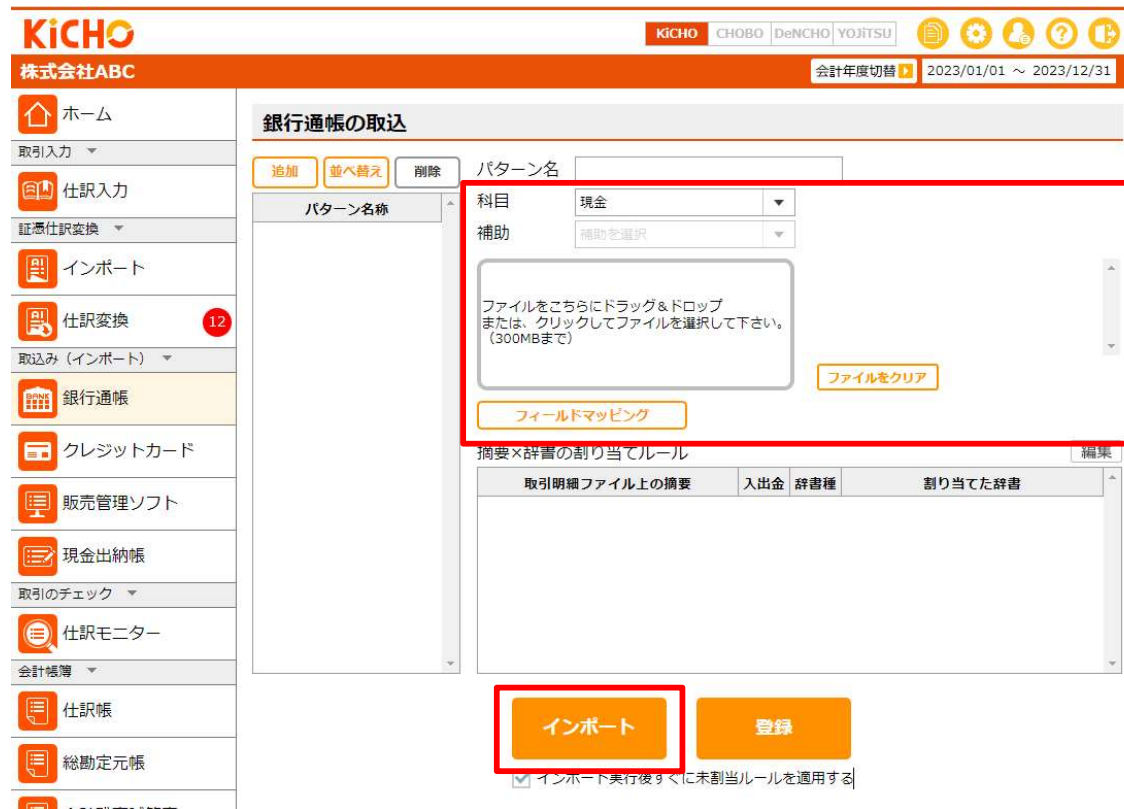 KiCHO
KiCHO CHOBO DeNCHO YOJiTSU
株式会社ABC
会計年度切替 2023/01/01 ～ 2023/12/31
ホーム
取引入力
仕訳入力
証憑仕訳変換
インポート
仕訳変換 12
取込み（インポート）
銀行通帳
クレジットカード
販売管理ソフト
現金出納帳
取引のチェック
仕訳モニター
会計帳簿
仕訳帳
総勘定元帳
銀行通帳の取込
追加 並べ替え 削除
パターン名称
パターン名
科目 現金
補助 補助を選択
ファイルをこちらにドラッグ&ドロップ
または、クリックしてファイルを選択して下さい。
（300MBまで）
ファイルをクリア
フィールドマッピング
摘要×辞書の割り当てルール 編集
取引明細ファイル上の摘要 入出金 辞書種 割り当てた辞書
インポート 登録
インポート実行後すぐに未割当ルールを適用する